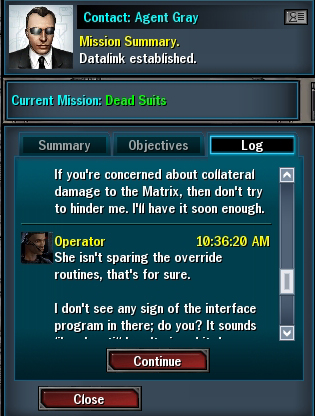 Contact: Agent Gray
Mission Summary.
Datalink established.
Current Mission: Dead Suits
Summary
Objectives
Log
If you're concerned about collateral
damage to the Matrix, then don't try
to hinder me. I'll have it soon enough.
Operator 10:36:20 AM
She isn't sparing the override
routines, that's for sure.
I don't see any sign of the interface
program in there; do you? It sounds
Continue
Close